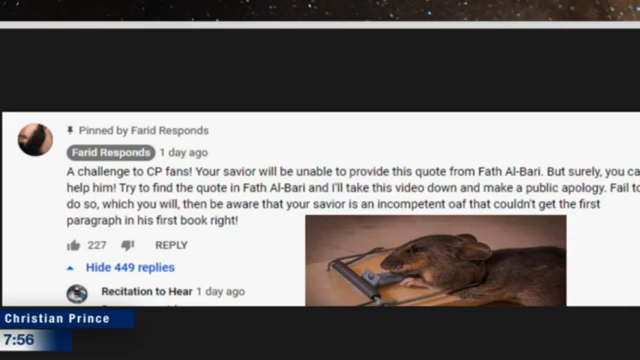 Pinned by Farid Responds
Farid Responds 1 day ago
A challenge to CP fans! Your savior will be unable to provide this quote from Fath Al-Bari. But surely, you ca
help him! Try to find the quote in Fath Al-Bari and I'll take this video down and make a public apology. Fail to
do so, which you will, then be aware that your savior is an incompetent oaf that couldn't get the first
paragraph in his first book right!
227 REPLY
Hide 449 replies
Recitation to Hear 1 day ago
Christian Prince
7:56